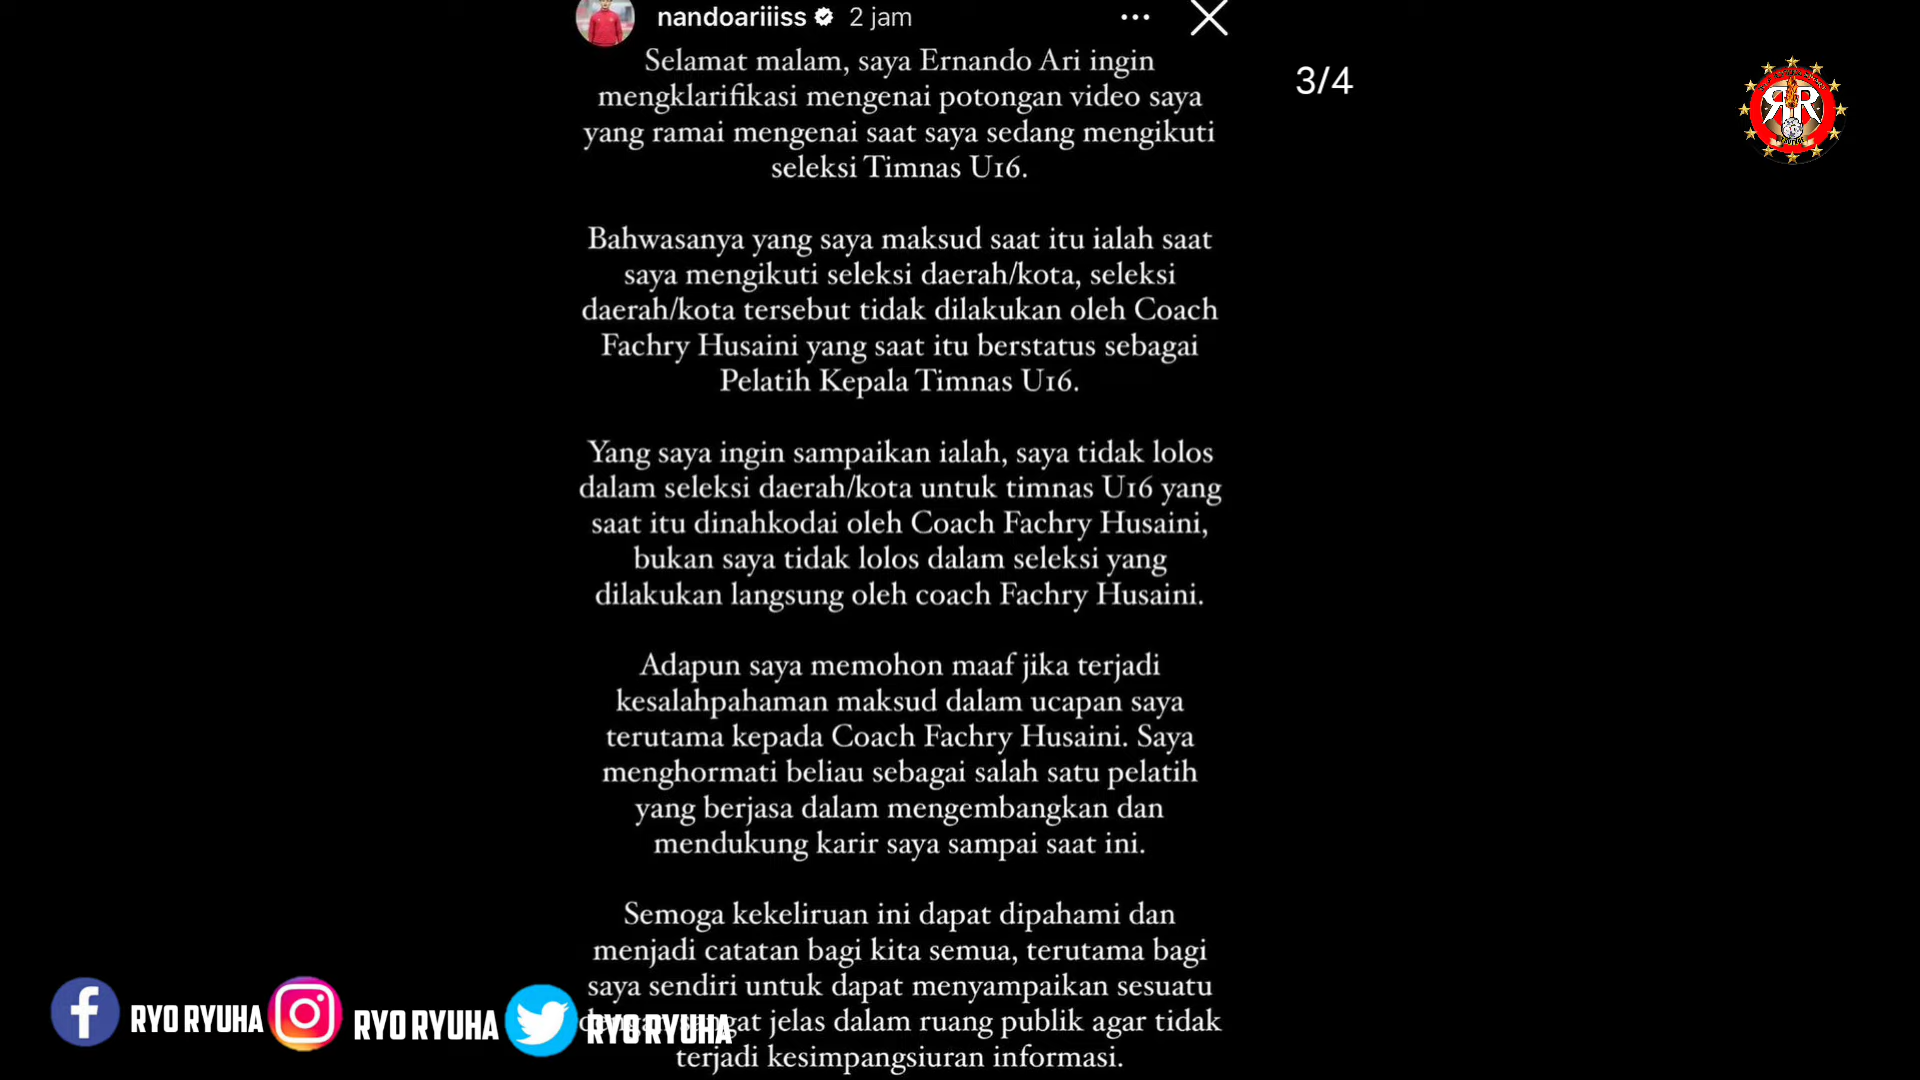 nandoariiiss 2 jam
3/4
Selamat malam, saya Ernando Ari ingin
mengklarifikasi mengenai potongan video saya
yang ramai mengenai saat saya sedang mengikuti
seleksi Timnas U16.
Bahwasanya yang saya maksud saat itu ialah saat
saya mengikuti seleksi daerah/kota, seleksi
daerah/kota tersebut tidak dilakukan oleh Coach
Fachry Husaini yang saat itu berstatus sebagai
Pelatih Kepala Timnas U16.
Yang saya ingin sampaikan ialah, saya tidak lolos
dalam seleksi daerah/kota untuk timnas U16 yang
saat itu dinahkodai oleh Coach Fachry Husaini,
bukan saya tidak lolos dalam seleksi yang
dilakukan langsung oleh coach Fachry Husaini.
Adapun saya memohon maaf jika terjadi
kesalahpahaman maksud dalam ucapan saya
terutama kepada Coach Fachry Husaini. Saya
menghormati beliau sebagai salah satu pelatih
yang berjasa dalam mengembangkan dan
mendukung karir saya sampai saat ini.
Semoga kekeliruan ini dapat dipahami dan
menjadi catatan bagi kita semua, terutama bagi
saya sendiri untuk dapat menyampaikan sesuatu
jelas dalam ruang publik agar tidak
terjadi kesimpangsiuran informasi.
RYO RYUHA
RYO RYUHA
RYO RYUHA